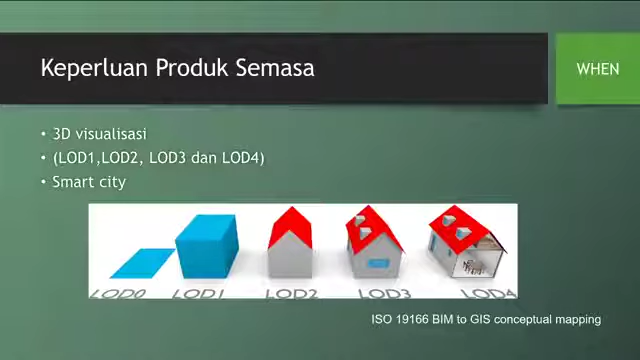 Keperluan Produk Semasa
WHEN
• 3D visualisasi
• (LOD1,LOD2, LOD3 dan LOD4)
• Smart city
LOD0 LOD1 LOD2 LOD3 LOD4
ISO 19166 BIM to GIS conceptual mapping